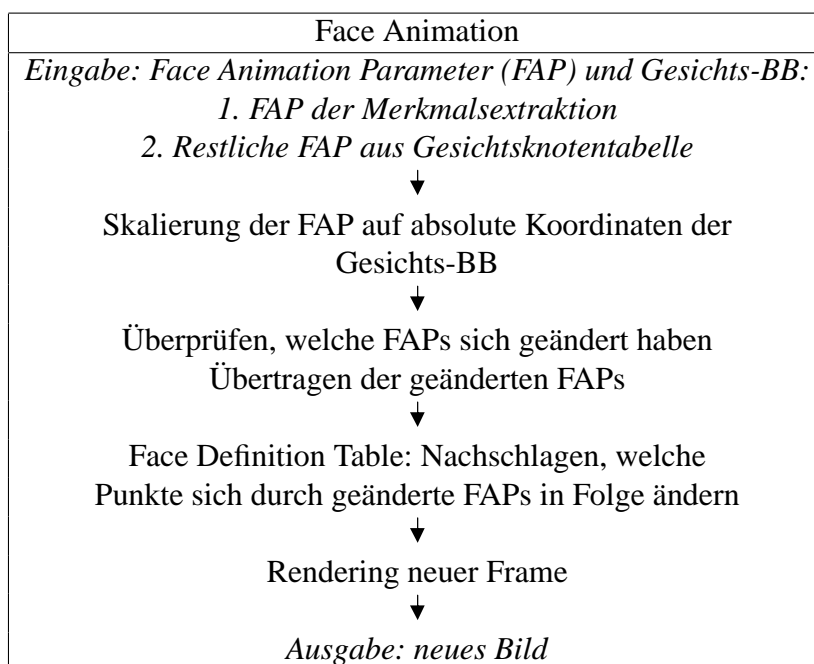 Face Animation
Eingabe: Face Animation Parameter (FAP) und Gesichts-BB:
1. FAP der Merkmalsextraktion
2. Restliche FAP aus Gesichtsknotentabelle
Skalierung der FAP auf absolute Koordinaten der
Gesichts-BB
Überprüfen, welche FAPs sich geändert haben
Übertragen der geänderten FAPs
Face Definition Table: Nachschlagen, welche
Punkte sich durch geänderte FAPs in Folge ändern
Rendering neuer Frame
Ausgabe: neues Bild